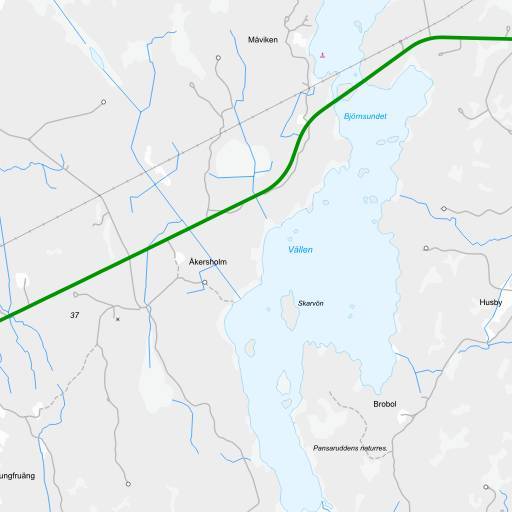 Måviken
Björnsundet
Vällen
Åkersholm
Skarvön
Husby
37
Brobol
Pansaruddens naturres.
ungfruäng